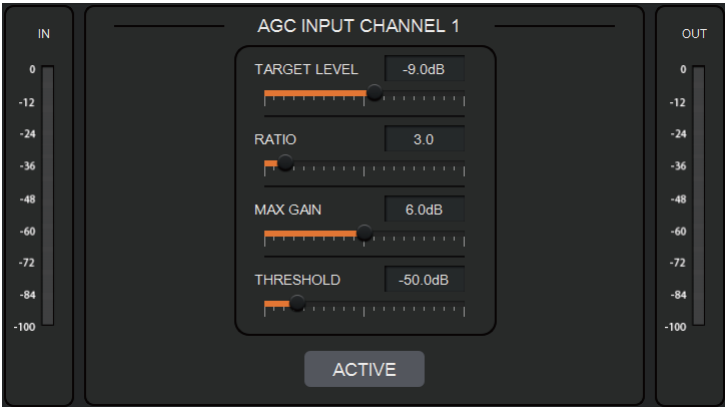 IN
0
-12
-24
-36
-48
-60
-72
-84
-100
AGC INPUT CHANNEL 1
TARGET LEVEL -9.0dB
RATIO 3.0
MAX GAIN 6.0dB
THRESHOLD -50.0dB
ACTIVE
OUT
0
-12
-24
-36
-48
-60
-72
-84
-100